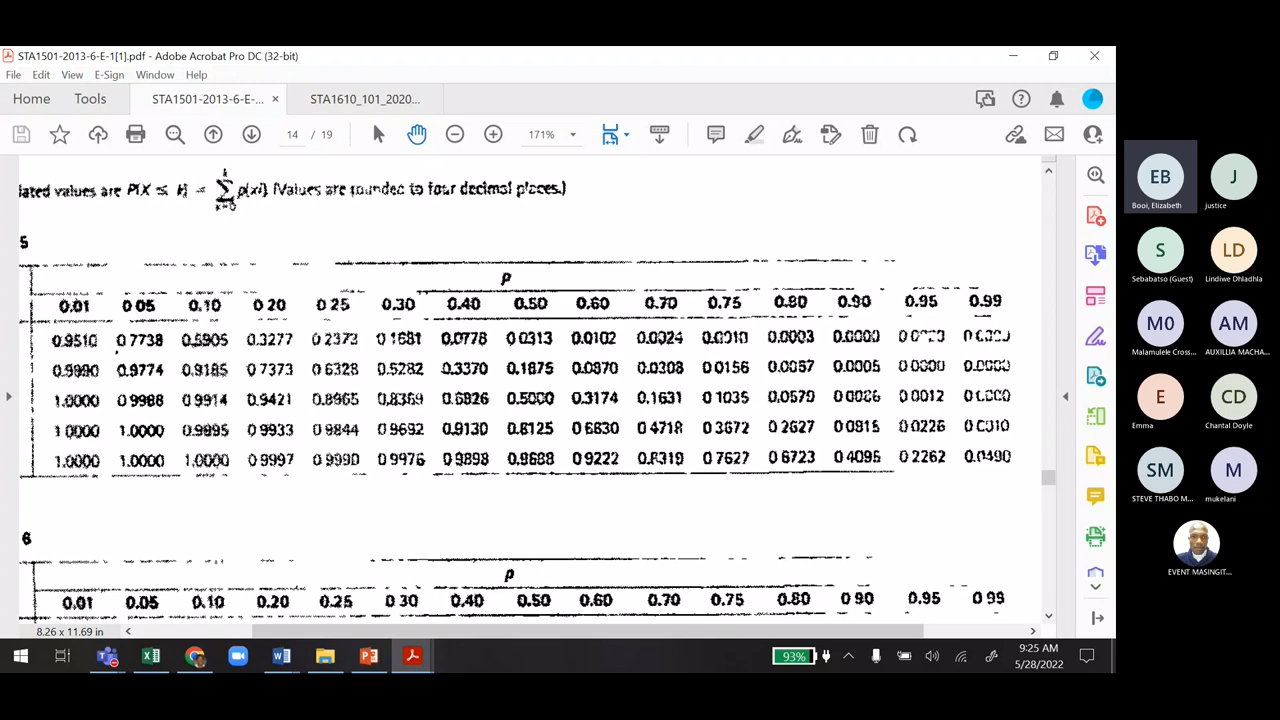 STA1501-2013-6-E-1[1].pdf - Adobe Acrobat Pro DC (32-bit)
File Edit View E-Sign Window Help
Home Tools STA1501-2013-6-E-... × STA1610_101_2020...
14 / 19 171%
lated values are P(X ≤ p(xi) (Values are rounded to four decimal places.)
5
p
0.01 0.05 0.10 0.20 0.25 0.30 0.40 0.50 0.60 0.70 0.75 0.80 0.90 0.95 0.99
0.9510 0.7738 0.5905 0.3277 0.2373 0.1681 0.0778 0.0313 0.0102 0.0024 0.0010 0.0003 0.0000
0.9990 0.9774 0.9185 0.7373 0.6328 0.5282 0.3370 0.1875 0.0870 0.0308 0.0156 0.0067 0.0005 0.0000 0.0000
1.0000 0.9988 0.9914 0.9421 0.8965 0.8369 0.6826 0.5000 0.3174 0.1631 0.1035 0.0579 0.0086 0.0012 0.0000
1.0000 1.0000 0.9995 0.9933 0.9844 0.9692 0.9130 0.8125 0.6630 0.4718 0.3672 0.2627 0.0815 0.0226
1.0000 1.0000 1.0000 0.9997 0.9990 0.9976 0.9898 0.9688 0.9222 0.8319 0.7627 0.6723 0.4095 0.2262 0.0490
6
p
0.01 0.05 0.10 0.20 0.25 0.30 0.40 0.50 0.60 0.70 0.75 0.80 0.90 0.95 0.99
8.26 x 11.69 in
93%
9:25 AM
5/28/2022
EB J
Booi, Elizabeth justice
S LD
Sebabatso (Guest) Lindiwe Dhladhla
M0 AM
Malamulele Cross... AUXILLIA MACHA...
E CD
Emma Chantal Doyle
SM M
STEVE THABO M... mukelani
EVENT MASINGIT...